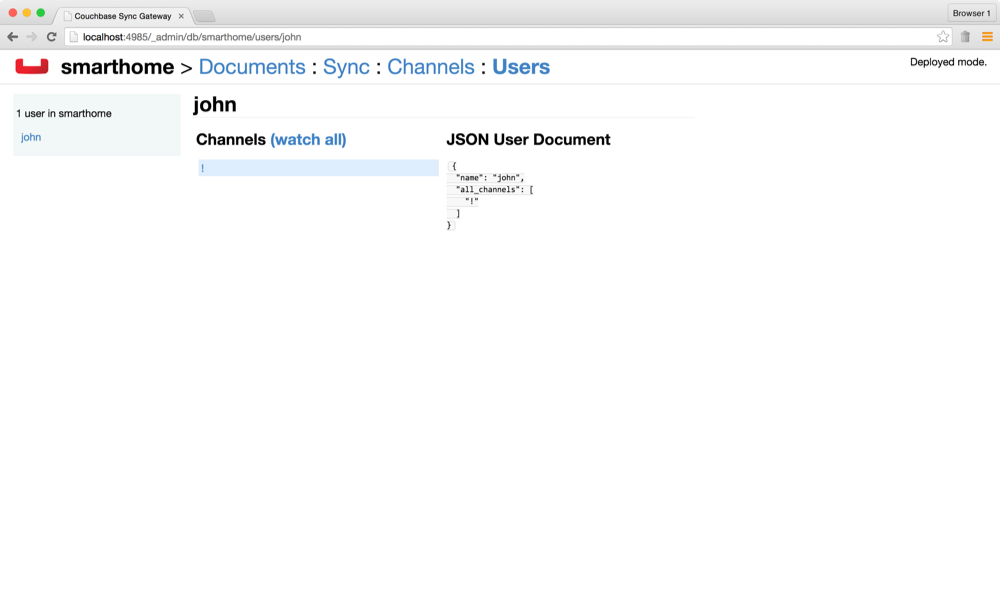 Couchbase Sync Gateway
Browser 1
localhost:4985/_admin/db/smarthome/users/john
smarthome > Documents : Sync : Channels : Users
Deployed mode.
1 user in smarthome
john
john
Channels (watch all)
!
JSON User Document
{
"name": "john",
"all_channels": [
"!"
]
}